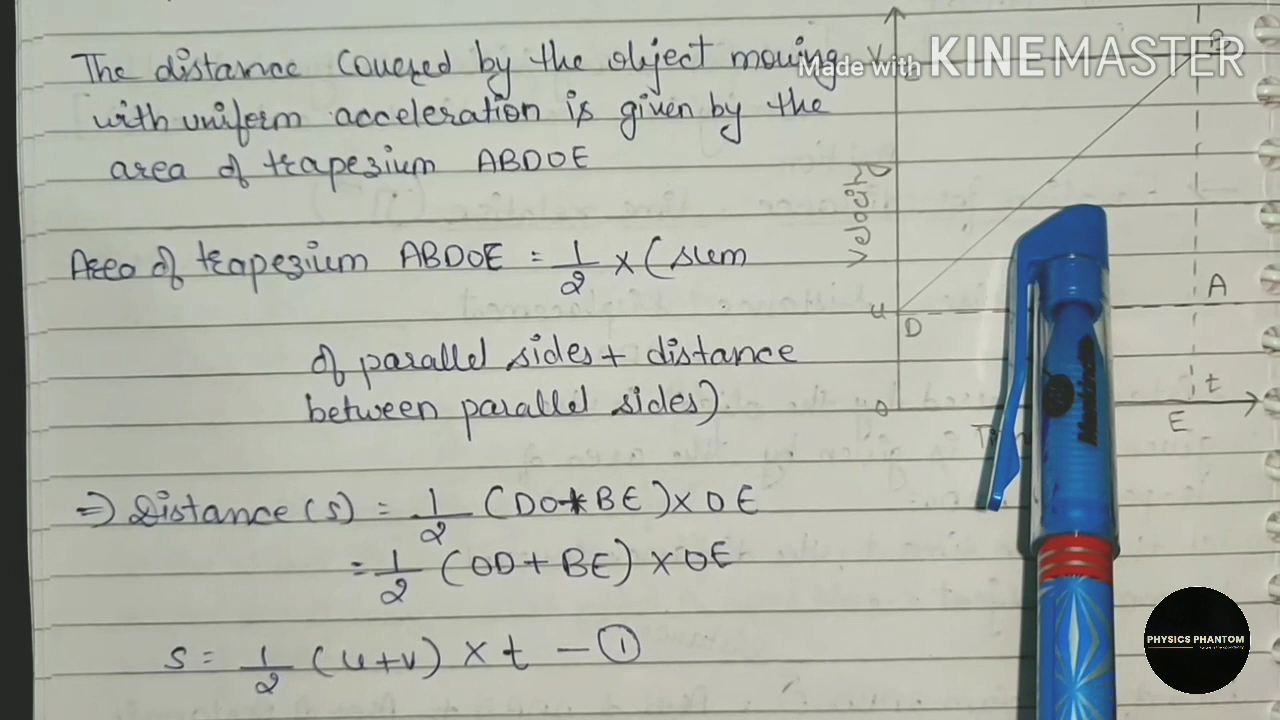 The distance covered by the object moving
with uniform acceleration is given by the
area of trapezium ABDOE
Area of trapezium ABDOE = 1/2 × (sum
of parallel sides + distance
between parallel sides)
=> Distance (s) = 1/2 (DO+BE) × OE
= 1/2 (OD + BE) × OE
s = 1/2 (u+v) × t — ①
Made with KINEMASTER
V
B
Velocity
u
D
A
O
t
E
PHYSICS PHANTOM